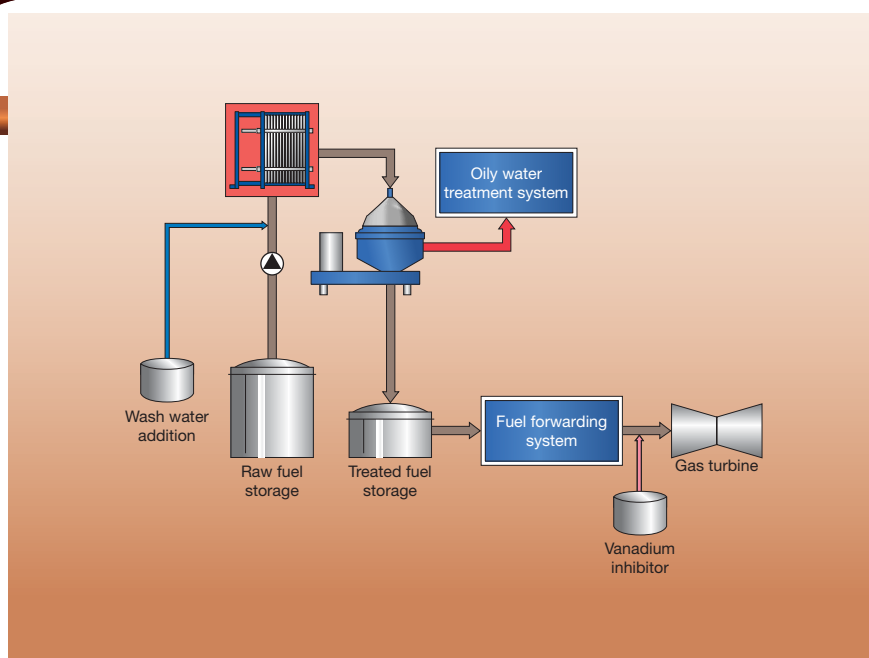 Oily water
treatment system
Wash water
addition
Raw fuel
storage
Treated fuel
storage
Fuel forwarding
system
Gas turbine
Vanadium
inhibitor